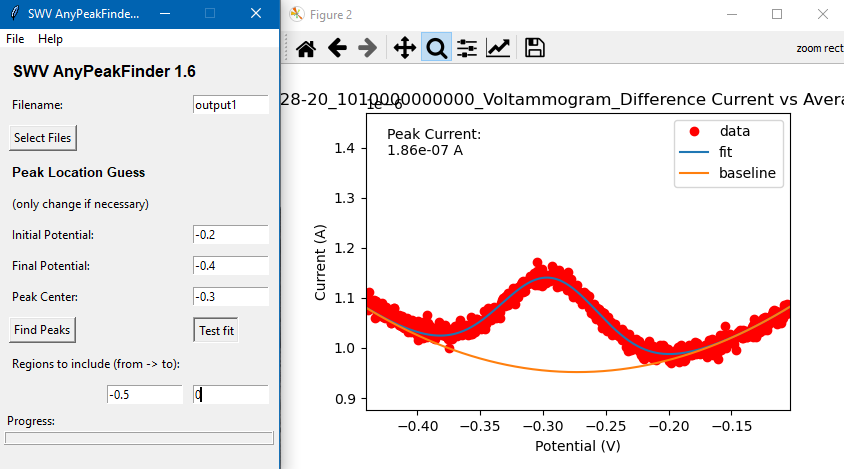 SWV AnyPeakFinde...
File Help
SWV AnyPeakFinder 1.6
Filename: output1
Select Files
Peak Location Guess
(only change if necessary)
Initial Potential: -0.2
Final Potential: -0.4
Peak Center: -0.3
Find Peaks Test fit
Regions to include (from -> to):
-0.5 0
Progress:
Figure 2
zoom rect
28-20_1010000000000_Voltammogram_Difference Current vs Avera
1e−6
Peak Current:
1.86e-07 A
data
fit
baseline
1.4
1.3
1.2
1.1
1.0
0.9
Current (A)
−0.40 −0.35 −0.30 −0.25 −0.20 −0.15
Potential (V)